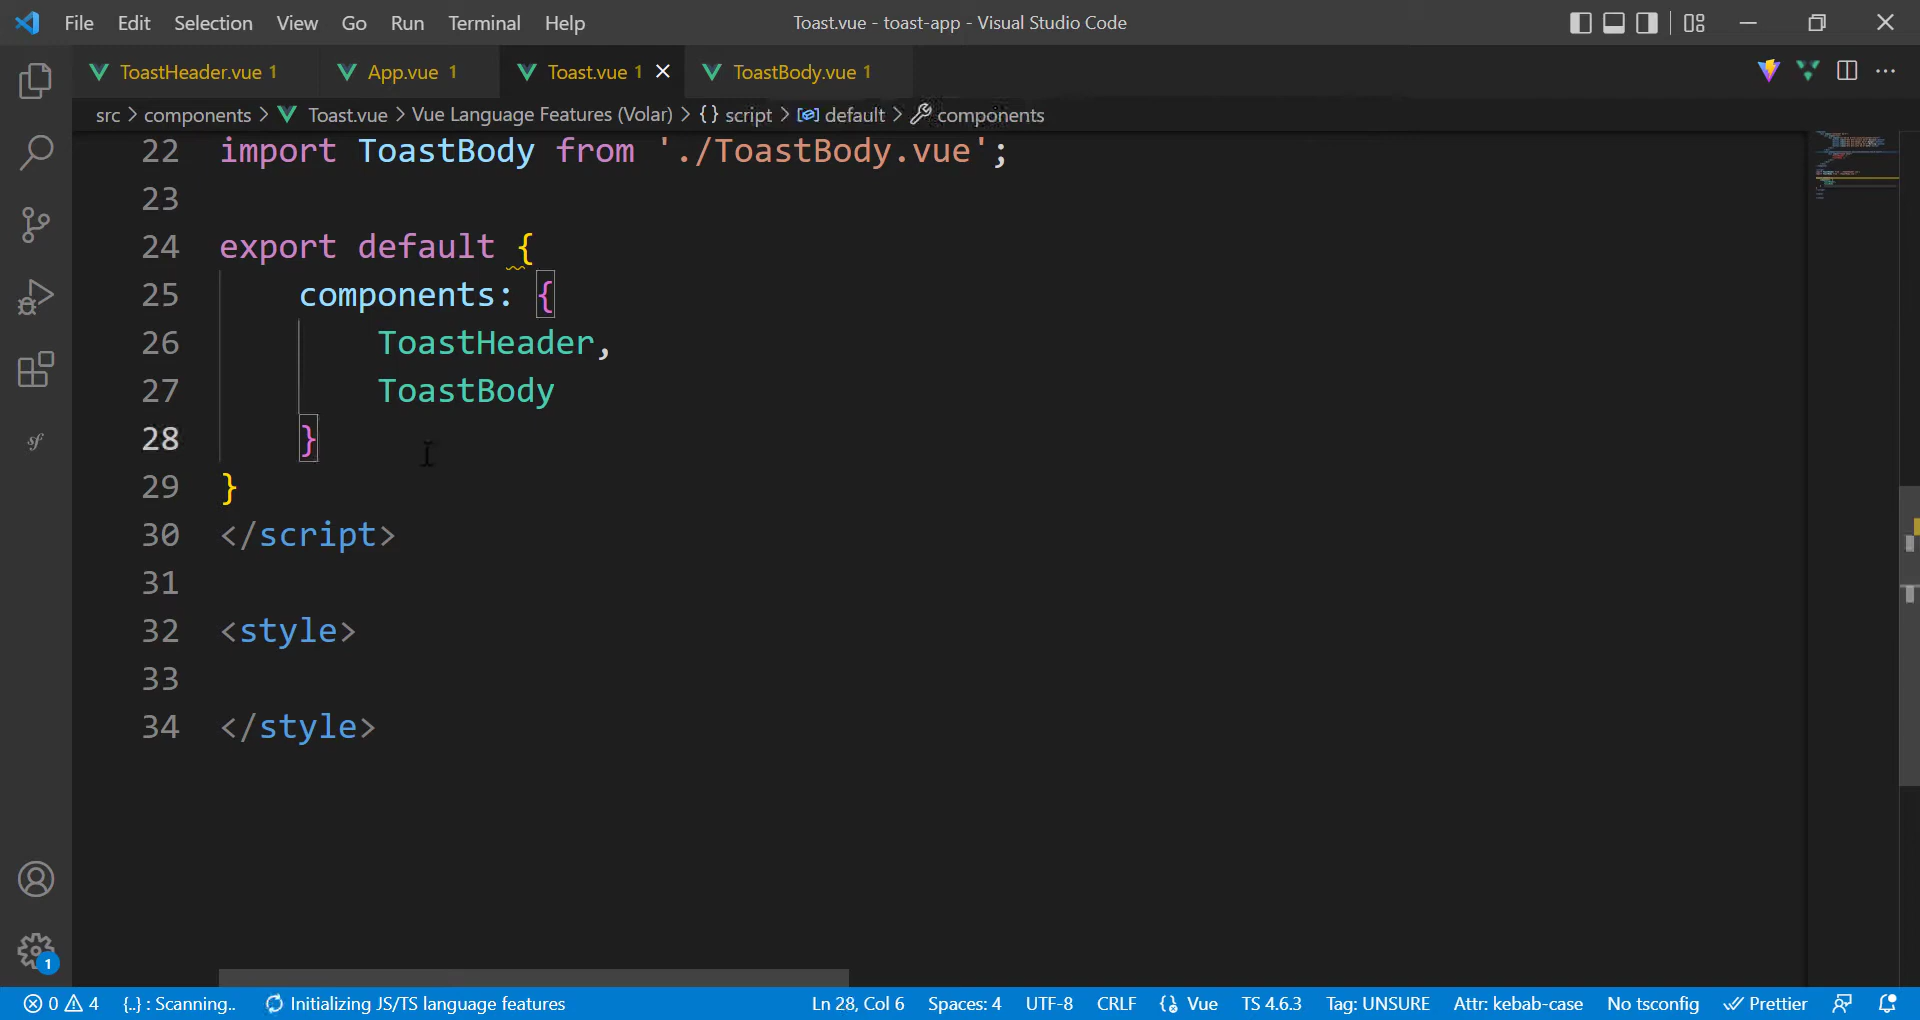 File Edit Selection View Go Run Terminal Help Toast.vue - toast-app - Visual Studio Code
ToastHeader.vue 1 App.vue 1 Toast.vue 1 ToastBody.vue 1
src > components > Toast.vue > Vue Language Features (Volar) > {} script > default > components
22 import ToastBody from './ToastBody.vue';
23
24 export default {
25 components: {
26 ToastHeader,
27 ToastBody
28 }
29 }
30 </script>
31
32 <style>
33
34 </style>
sf
1
0 4 {..} : Scanning.. Initializing JS/TS language features Ln 28, Col 6 Spaces: 4 UTF-8 CRLF Vue TS 4.6.3 Tag: UNSURE Attr: kebab-case No tsconfig Prettier